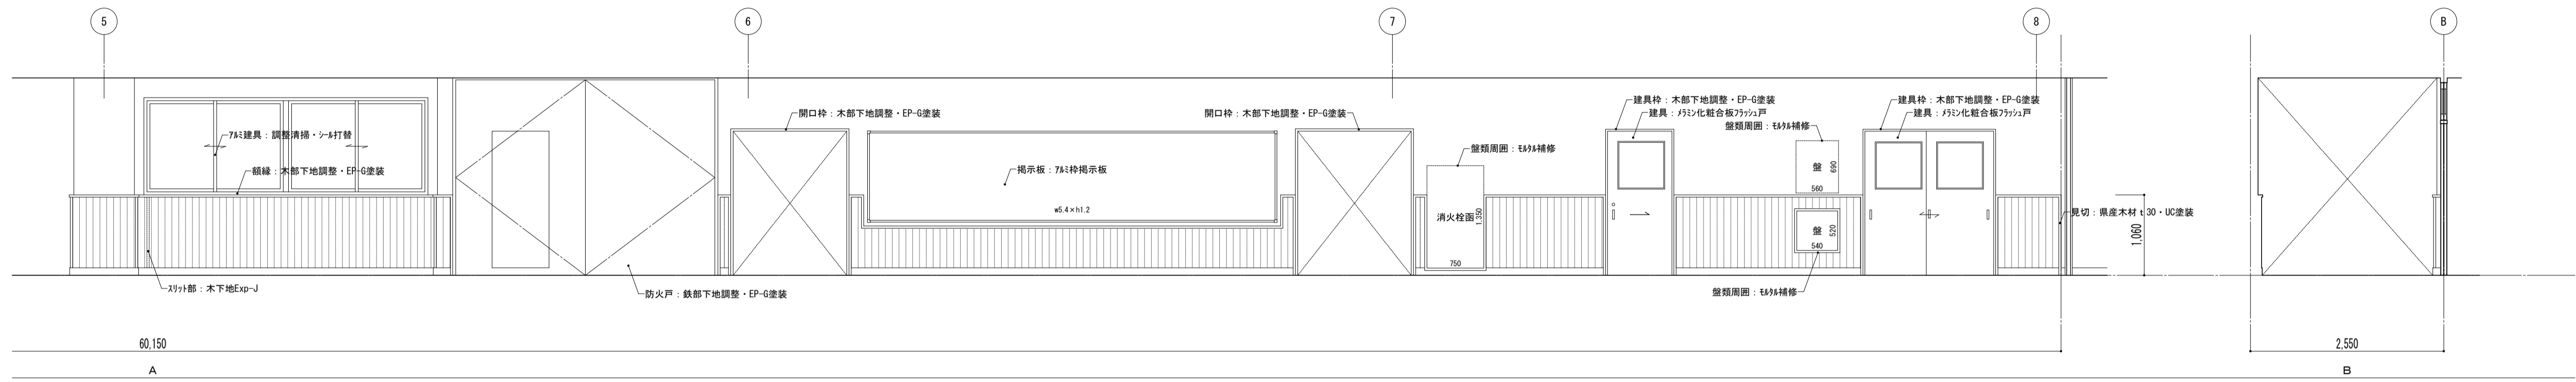 5
6
7
8
B
開口枠：木部下地調整・EP-G塗装
開口枠：木部下地調整・EP-G塗装
建具枠：木部下地調整・EP-G塗装
建具：ﾒﾗﾐﾝ化粧合板ﾌﾗｯｼｭ戸
建具枠：木部下地調整・EP-G塗装
建具：ﾒﾗﾐﾝ化粧合板ﾌﾗｯｼｭ戸
盤類周囲：ﾓﾙﾀﾙ補修
ｱﾙﾐ建具：調整清掃・ｼｰﾙ打替
盤類周囲：ﾓﾙﾀﾙ補修
額縁：木部下地調整・EP-G塗装
掲示板：ｱﾙﾐ枠掲示板
盤
690
560
w5.4×h1.2
消火栓函
1,350
750
盤
520
540
見切：県産木材ｔ30・UC塗装
1,060
ｽﾘｯﾄ部：木下地Exp-J
防火戸：鉄部下地調整・EP-G塗装
盤類周囲：ﾓﾙﾀﾙ補修
60,150
2,550
A
B